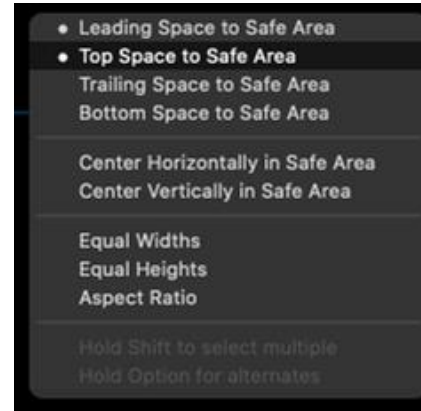 • Leading Space to Safe Area
• Top Space to Safe Area
Trailing Space to Safe Area
Bottom Space to Safe Area
Center Horizontally in Safe Area
Center Vertically in Safe Area
Equal Widths
Equal Heights
Aspect Ratio
Hold Shift to select multiple
Hold Option for alternates